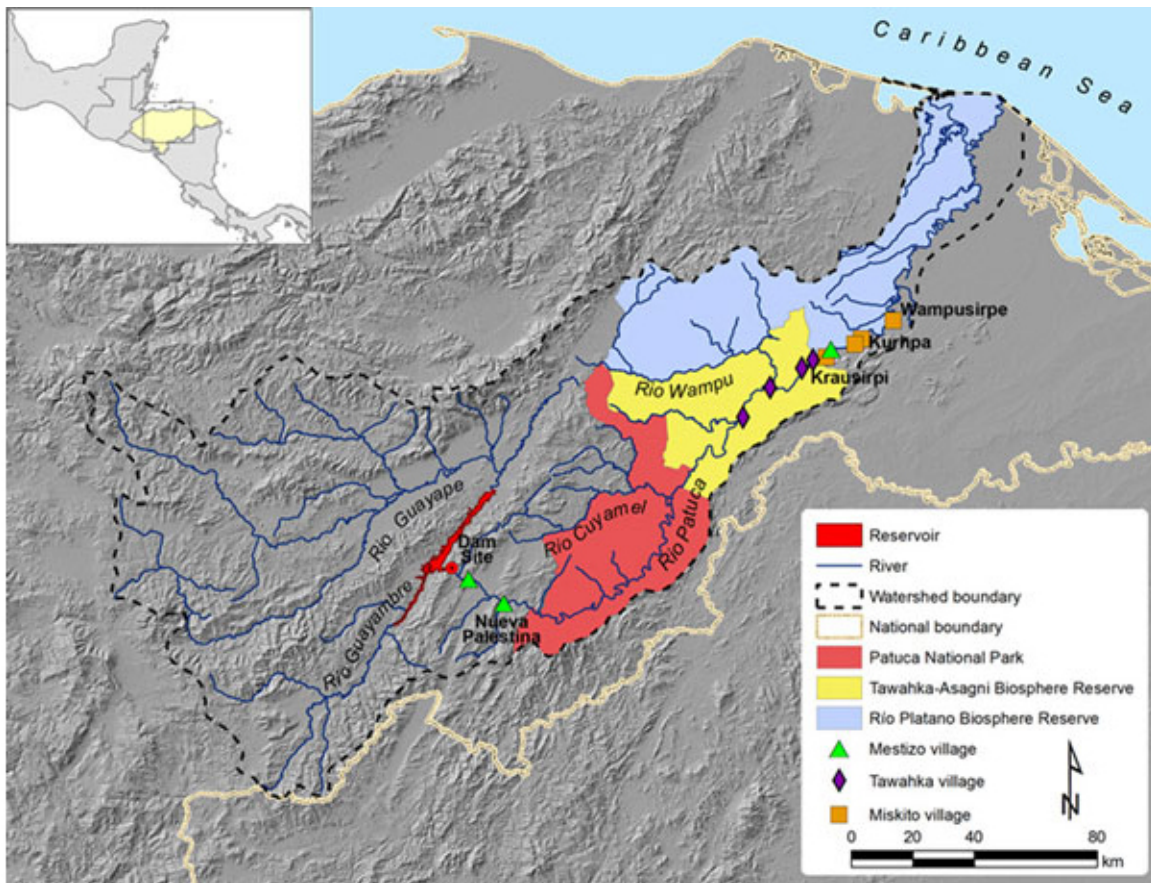 Caribbean Sea
Wampusirpe
Kurhpa
Krausirpi
Río Wampu
Río Guayape
Río Cuyamel
Río Patuca
Dam
Site
Río Guayambre
Nueva
Palestina
Reservoir
River
Watershed boundary
National boundary
Patuca National Park
Tawahka-Asagni Biosphere Reserve
Río Platano Biosphere Reserve
Mestizo village
Tawahka village
Miskito village
N
0 20 40 80
km